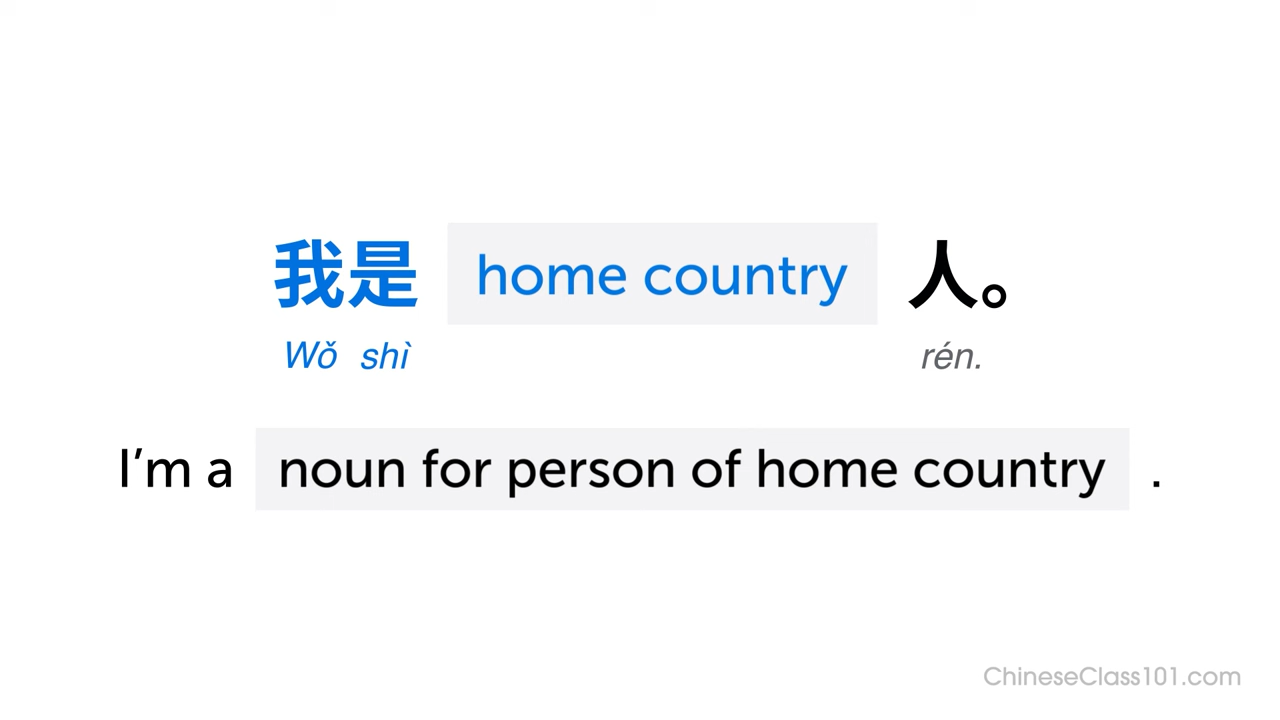 我是 home country 人。
Wǒ shì rén.
I'm a noun for person of home country .
ChineseClass101.com